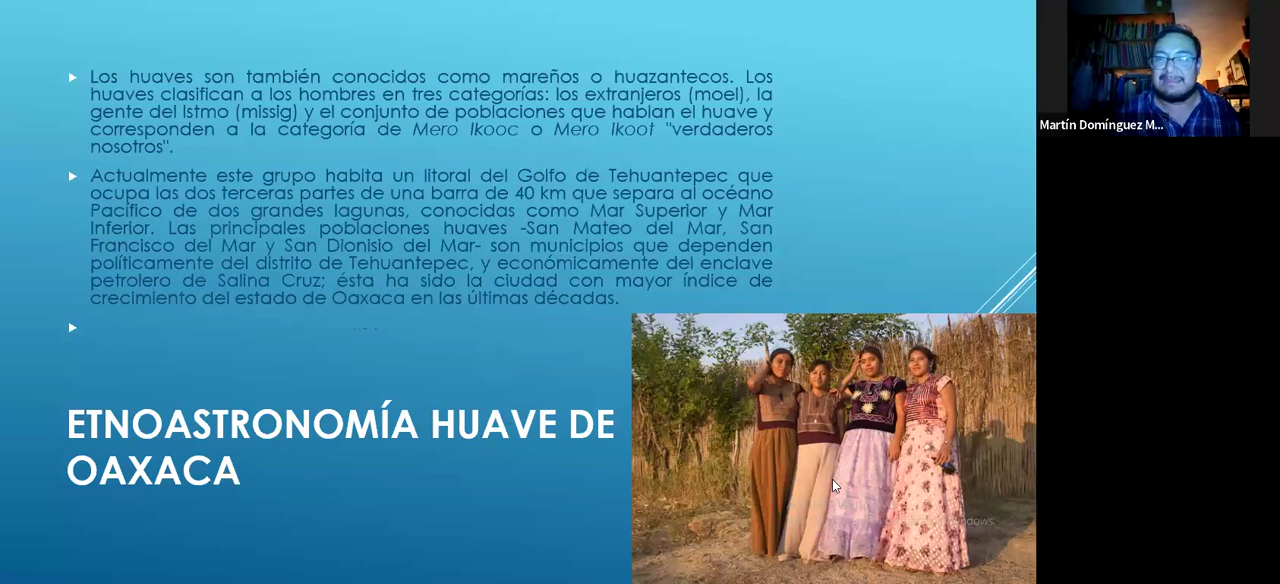 Los huaves son también conocidos como mareños o huazantecos. Los
huaves clasifican a los hombres en tres categorías: los extranjeros (moel), la
gente del Istmo (missig) y el conjunto de poblaciones que hablan el huave y
corresponden a la categoría de Mero Ikooc o Mero Ikoot "verdaderos
nosotros".
Actualmente este grupo habita un litoral del Golfo de Tehuantepec que
ocupa las dos terceras partes de una barra de 40 km que separa al océano
Pacífico de dos grandes lagunas, conocidas como Mar Superior y Mar
Inferior. Las principales poblaciones huaves -San Mateo del Mar, San
Francisco del Mar y San Dionisio del Mar- son municipios que dependen
políticamente del distrito de Tehuantepec, y económicamente del enclave
petrolero de Salina Cruz; ésta ha sido la ciudad con mayor índice de
crecimiento del estado de Oaxaca en las últimas décadas.
ETNOASTRONOMÍA HUAVE DE
OAXACA
Martín Domínguez M...